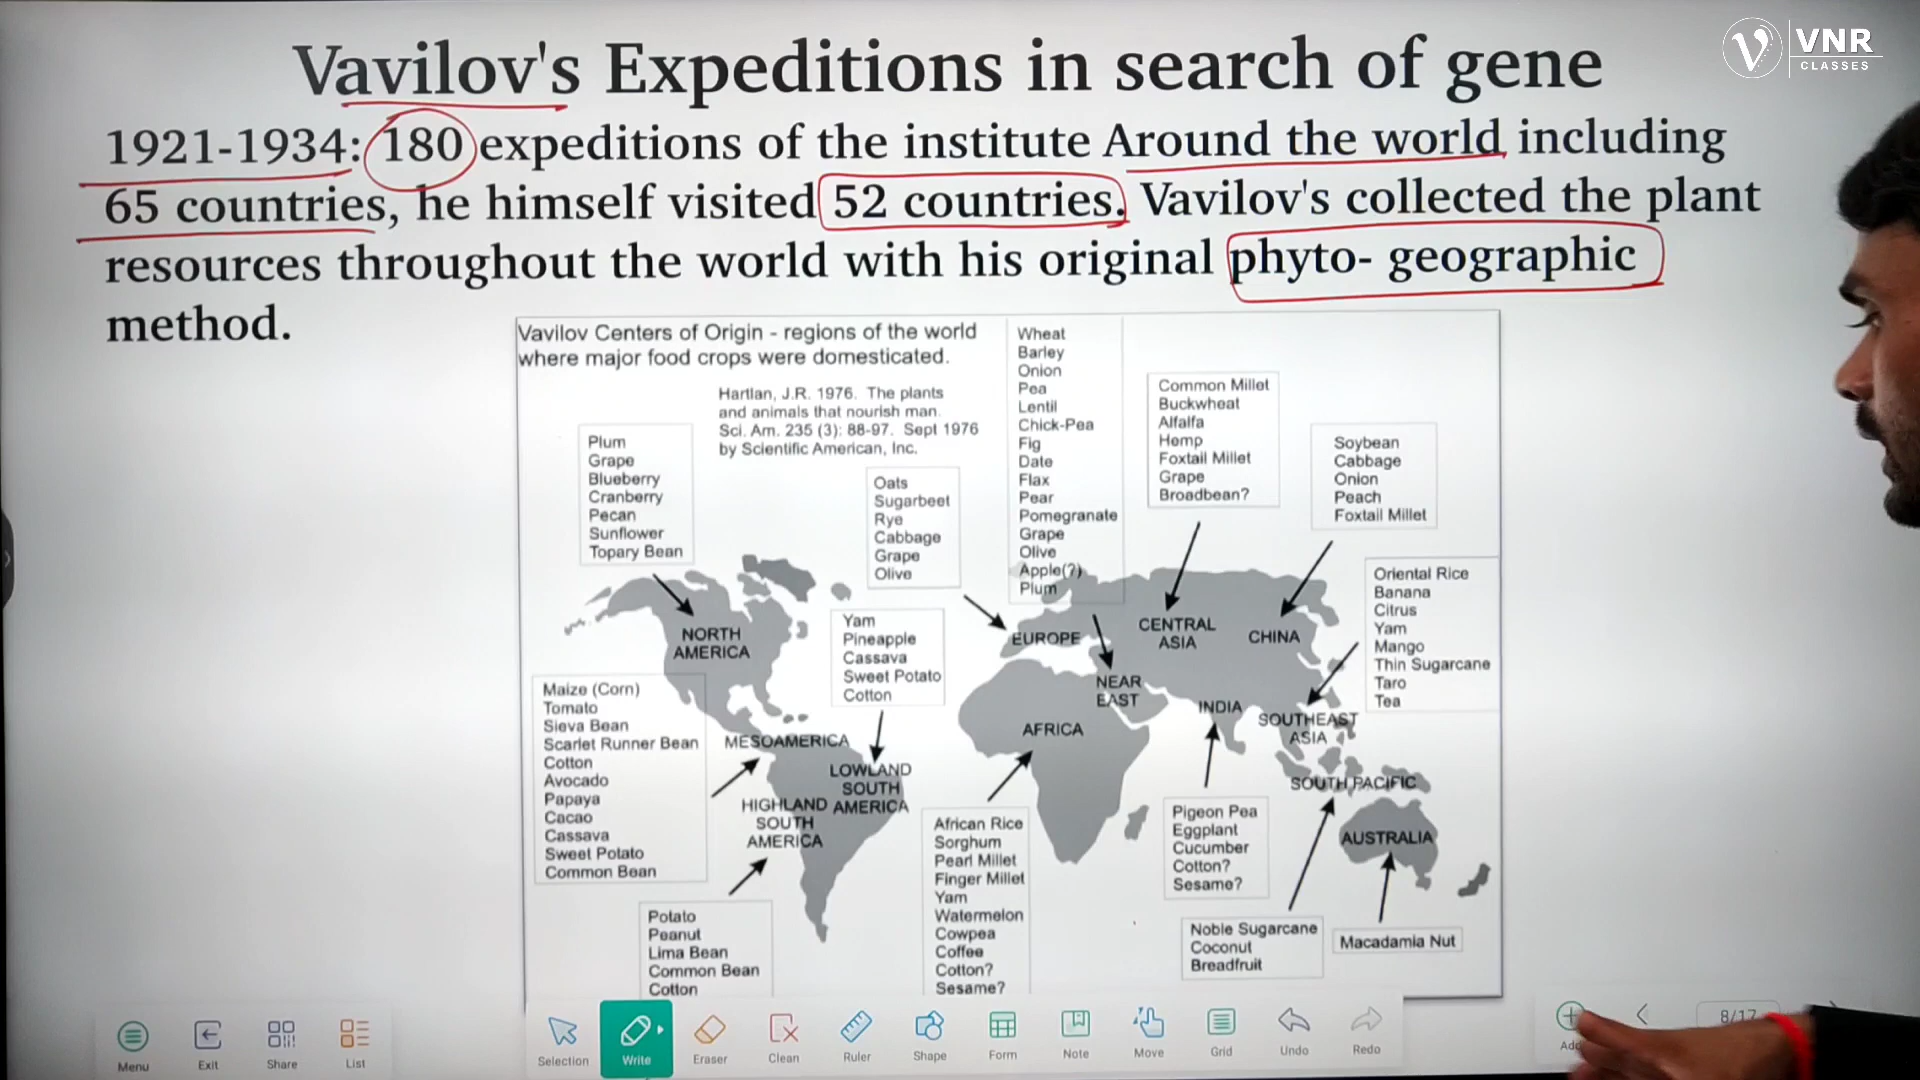 Vavilov's Expeditions in search of gene
VNR
CLASSES
1921-1934: 180 expeditions of the institute Around the world including
65 countries, he himself visited 52 countries. Vavilov's collected the plant
resources throughout the world with his original phyto- geographic
method.
Vavilov Centers of Origin - regions of the world
where major food crops were domesticated.
Hartlan, J.R. 1976. The plants
and animals that nourish man.
Sci. Am. 235 (3): 88-97. Sept 1976
by Scientific American, Inc.
Plum
Grape
Blueberry
Cranberry
Pecan
Sunflower
Topary Bean
Oats
Sugarbeet
Rye
Cabbage
Grape
Olive
Wheat
Barley
Onion
Pea
Lentil
Chick-Pea
Fig
Date
Flax
Pear
Pomegranate
Grape
Olive
Apple(?)
Plum
Common Millet
Buckwheat
Alfalfa
Hemp
Foxtail Millet
Grape
Broadbean?
Soybean
Cabbage
Onion
Peach
Foxtail Millet
Oriental Rice
Banana
Citrus
Yam
Mango
Thin Sugarcane
Taro
Tea
Yam
Pineapple
Cassava
Sweet Potato
Cotton
Maize (Corn)
Tomato
Sieva Bean
Scarlet Runner Bean
Cotton
Avocado
Papaya
Cacao
Cassava
Sweet Potato
Common Bean
NORTH
AMERICA
EUROPE
CENTRAL
ASIA
CHINA
NEAR
EAST
INDIA
SOUTHEAST
ASIA
AFRICA
MESOAMERICA
LOWLAND
SOUTH
AMERICA
HIGHLAND
SOUTH
AMERICA
SOUTH PACIFIC
AUSTRALIA
Potato
Peanut
Lima Bean
Common Bean
Cotton
African Rice
Sorghum
Pearl Millet
Finger Millet
Yam
Watermelon
Cowpea
Coffee
Cotton?
Sesame?
Pigeon Pea
Eggplant
Cucumber
Cotton?
Sesame?
Noble Sugarcane
Coconut
Breadfruit
Macadamia Nut
Menu
Exit
Share
List
Selection
Write
Eraser
Clean
Ruler
Shape
Form
Note
Move
Grid
Undo
Redo
Add
8/17